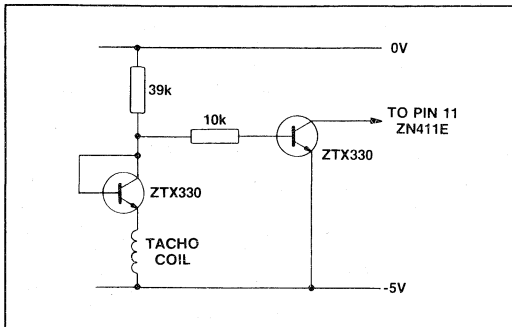 0V
39k
10k
TO PIN 11
ZN411E
ZTX330
ZTX330
TACHO
COIL
-5V